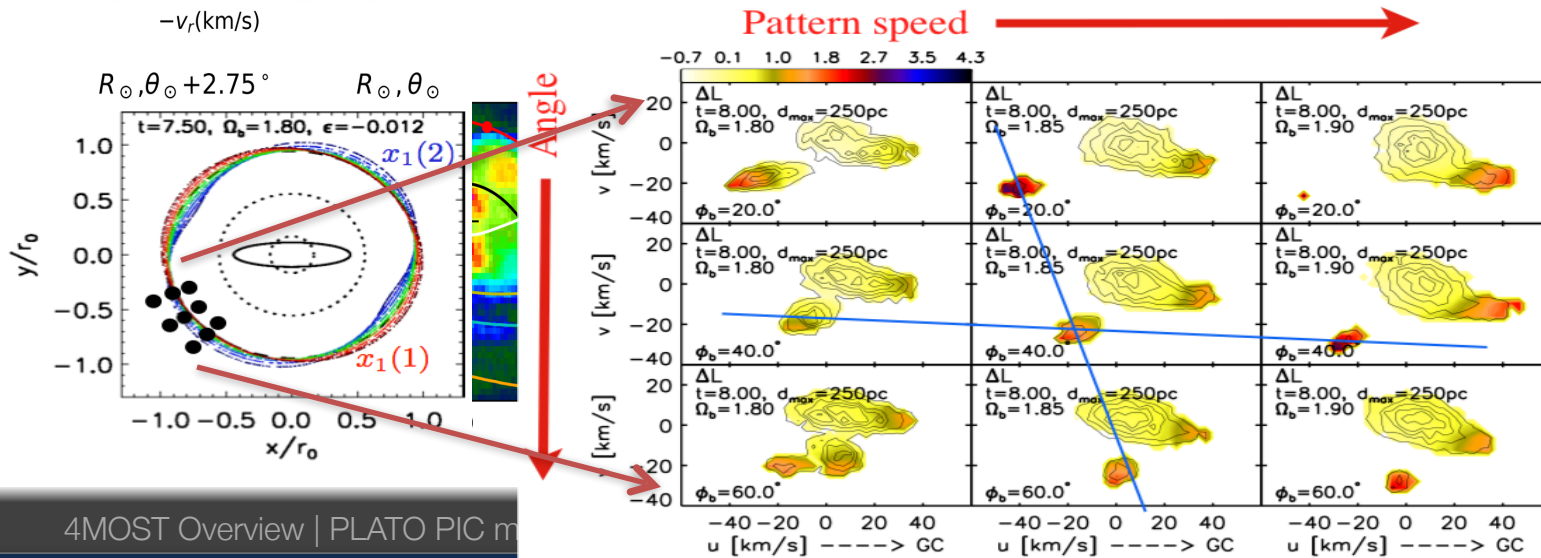 −v_r(km/s)
R_⊙,θ_⊙+2.75° R_⊙,θ_⊙
t=7.50, Ω_b=1.80, ϵ=−0.012
x_1(2)
x_1(1)
y/r_0
1.0
0.5
0.0
−0.5
−1.0
−1.0 −0.5 0.0 0.5 1.0
x/r_0
Angle
4MOST Overview | PLATO PIC m
Pattern speed
−0.7 0.1 1.0 1.8 2.7 3.5 4.3
ΔL
t=8.00, d_max=250pc
Ω_b=1.80
ϕ_b=20.0°
ΔL
t=8.00, d_max=250pc
Ω_b=1.85
ϕ_b=20.0°
ΔL
t=8.00, d_max=250pc
Ω_b=1.90
ϕ_b=20.0°
v [km/s]
20
0
−20
−40
ΔL
t=8.00, d_max=250pc
Ω_b=1.80
ϕ_b=40.0°
ΔL
t=8.00, d_max=250pc
Ω_b=1.85
ϕ_b=40.0°
ΔL
t=8.00, d_max=250pc
Ω_b=1.90
ϕ_b=40.0°
v [km/s]
20
0
−20
−40
ΔL
t=8.00, d_max=250pc
Ω_b=1.80
ϕ_b=60.0°
ΔL
t=8.00, d_max=250pc
Ω_b=1.85
ϕ_b=60.0°
ΔL
t=8.00, d_max=250pc
Ω_b=1.90
ϕ_b=60.0°
[km/s]
20
0
−20
−40
−40 −20 0 20 40
−40 −20 0 20 40
−40 −20 0 20 40
u [km/s] ----> GC
u [km/s] ----> GC
u [km/s] ----> GC